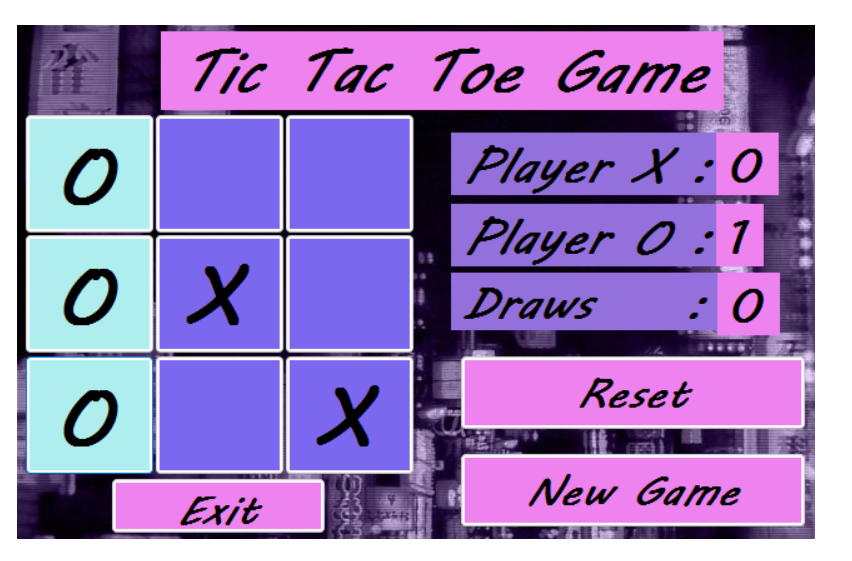 Tic Tac Toe Game
O
O X
O X
Player X : 0
Player O : 1
Draws : 0
Reset
New Game
Exit